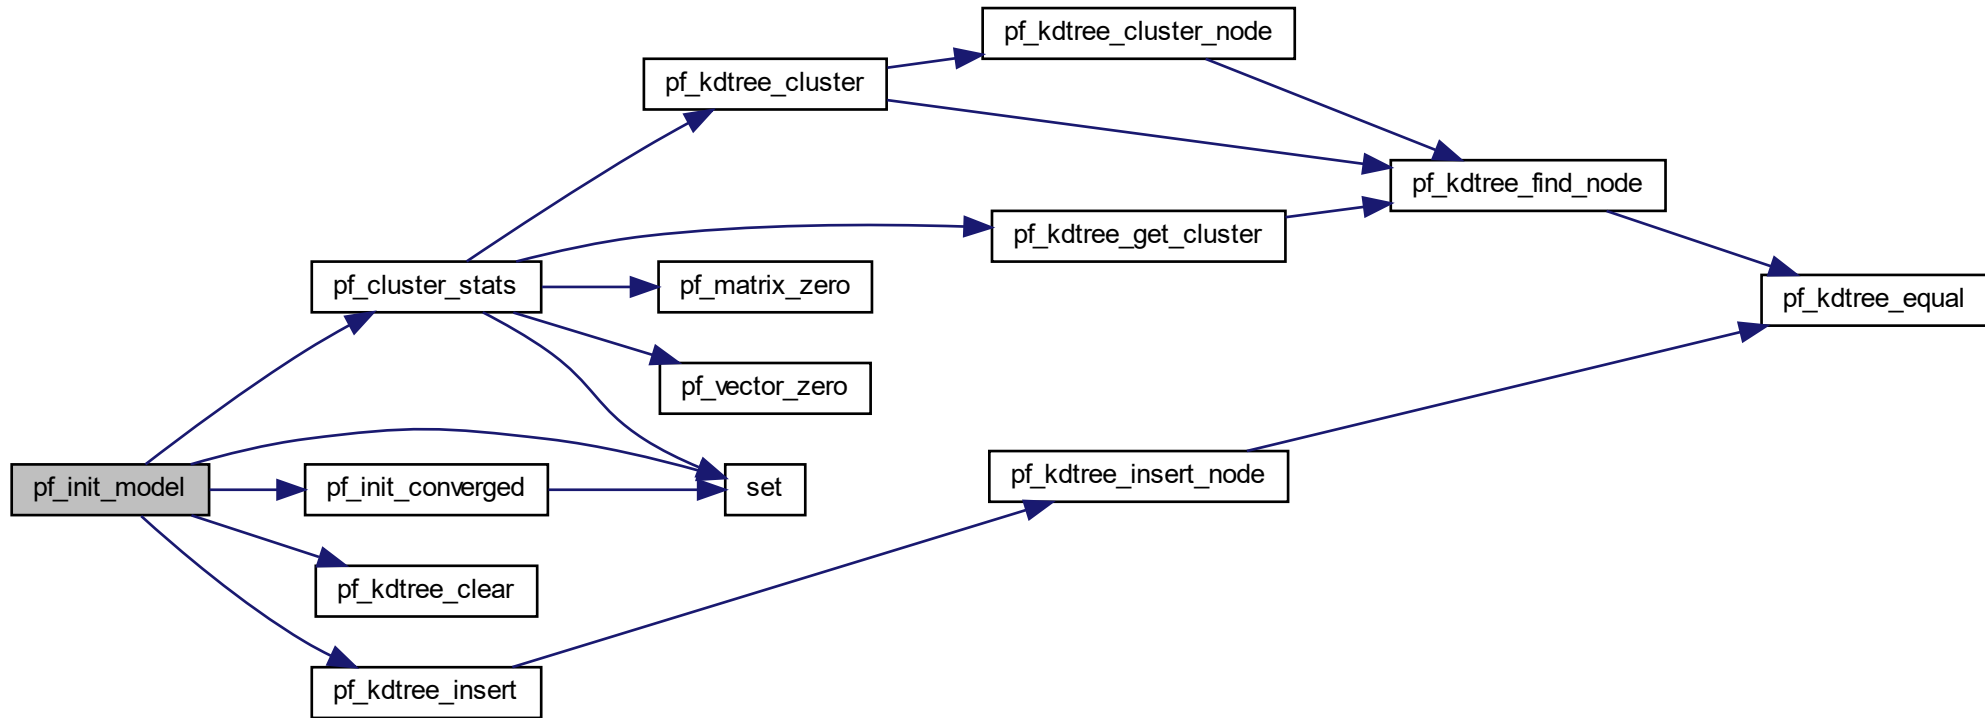 pf_kdtree_cluster_node
pf_kdtree_cluster
pf_kdtree_find_node
pf_kdtree_get_cluster
pf_cluster_stats
pf_matrix_zero
pf_kdtree_equal
pf_vector_zero
pf_init_model
pf_init_converged
set
pf_kdtree_insert_node
pf_kdtree_clear
pf_kdtree_insert